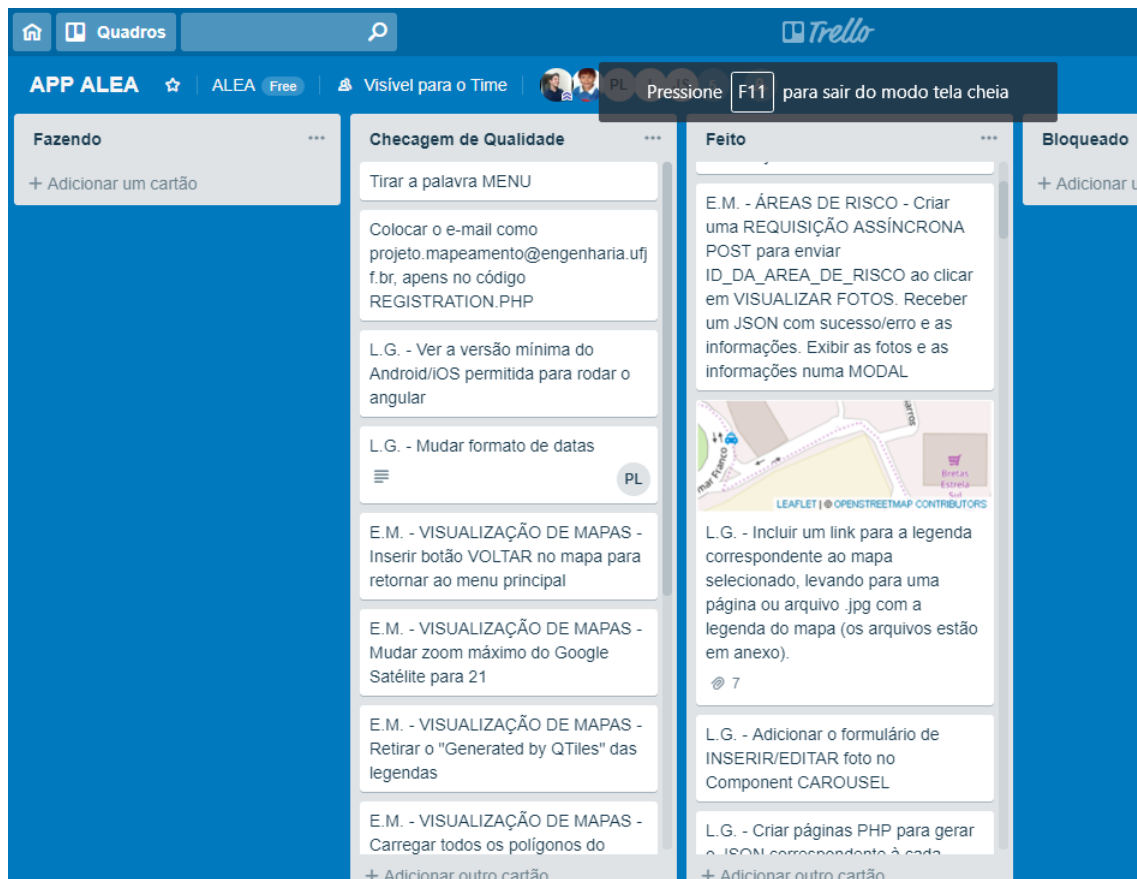 Quadros
Trello
APP ALEA
ALEA Free
Visível para o Time
PL
Pressione F11 para sair do modo tela cheia
Fazendo
+ Adicionar um cartão
Checagem de Qualidade
Tirar a palavra MENU
Colocar o e-mail como
projeto.mapeamento@engenharia.ufj
f.br, apens no código
REGISTRATION.PHP
L.G. - Ver a versão mínima do
Android/iOS permitida para rodar o
angular
L.G. - Mudar formato de datas
PL
E.M. - VISUALIZAÇÃO DE MAPAS -
Inserir botão VOLTAR no mapa para
retornar ao menu principal
E.M. - VISUALIZAÇÃO DE MAPAS -
Mudar zoom máximo do Google
Satélite para 21
E.M. - VISUALIZAÇÃO DE MAPAS -
Retirar o "Generated by QTiles" das
legendas
E.M. - VISUALIZAÇÃO DE MAPAS -
Carregar todos os polígonos do
+ Adicionar outro cartão
Feito
E.M. - ÁREAS DE RISCO - Criar
uma REQUISIÇÃO ASSÍNCRONA
POST para enviar
ID_DA_AREA_DE_RISCO ao clicar
em VISUALIZAR FOTOS. Receber
um JSON com sucesso/erro e as
informações. Exibir as fotos e as
informações numa MODAL
mar Franco
arros
Bretas
Estrela
Sul
LEAFLET | © OPENSTREETMAP CONTRIBUTORS
L.G. - Incluir um link para a legenda
correspondente ao mapa
selecionado, levando para uma
página ou arquivo .jpg com a
legenda do mapa (os arquivos estão
em anexo).
7
L.G. - Adicionar o formulário de
INSERIR/EDITAR foto no
Component CAROUSEL
L.G. - Criar páginas PHP para gerar
o JSON correspondente à cada
+ Adicionar outro cartão
Bloqueado
+ Adicionar u